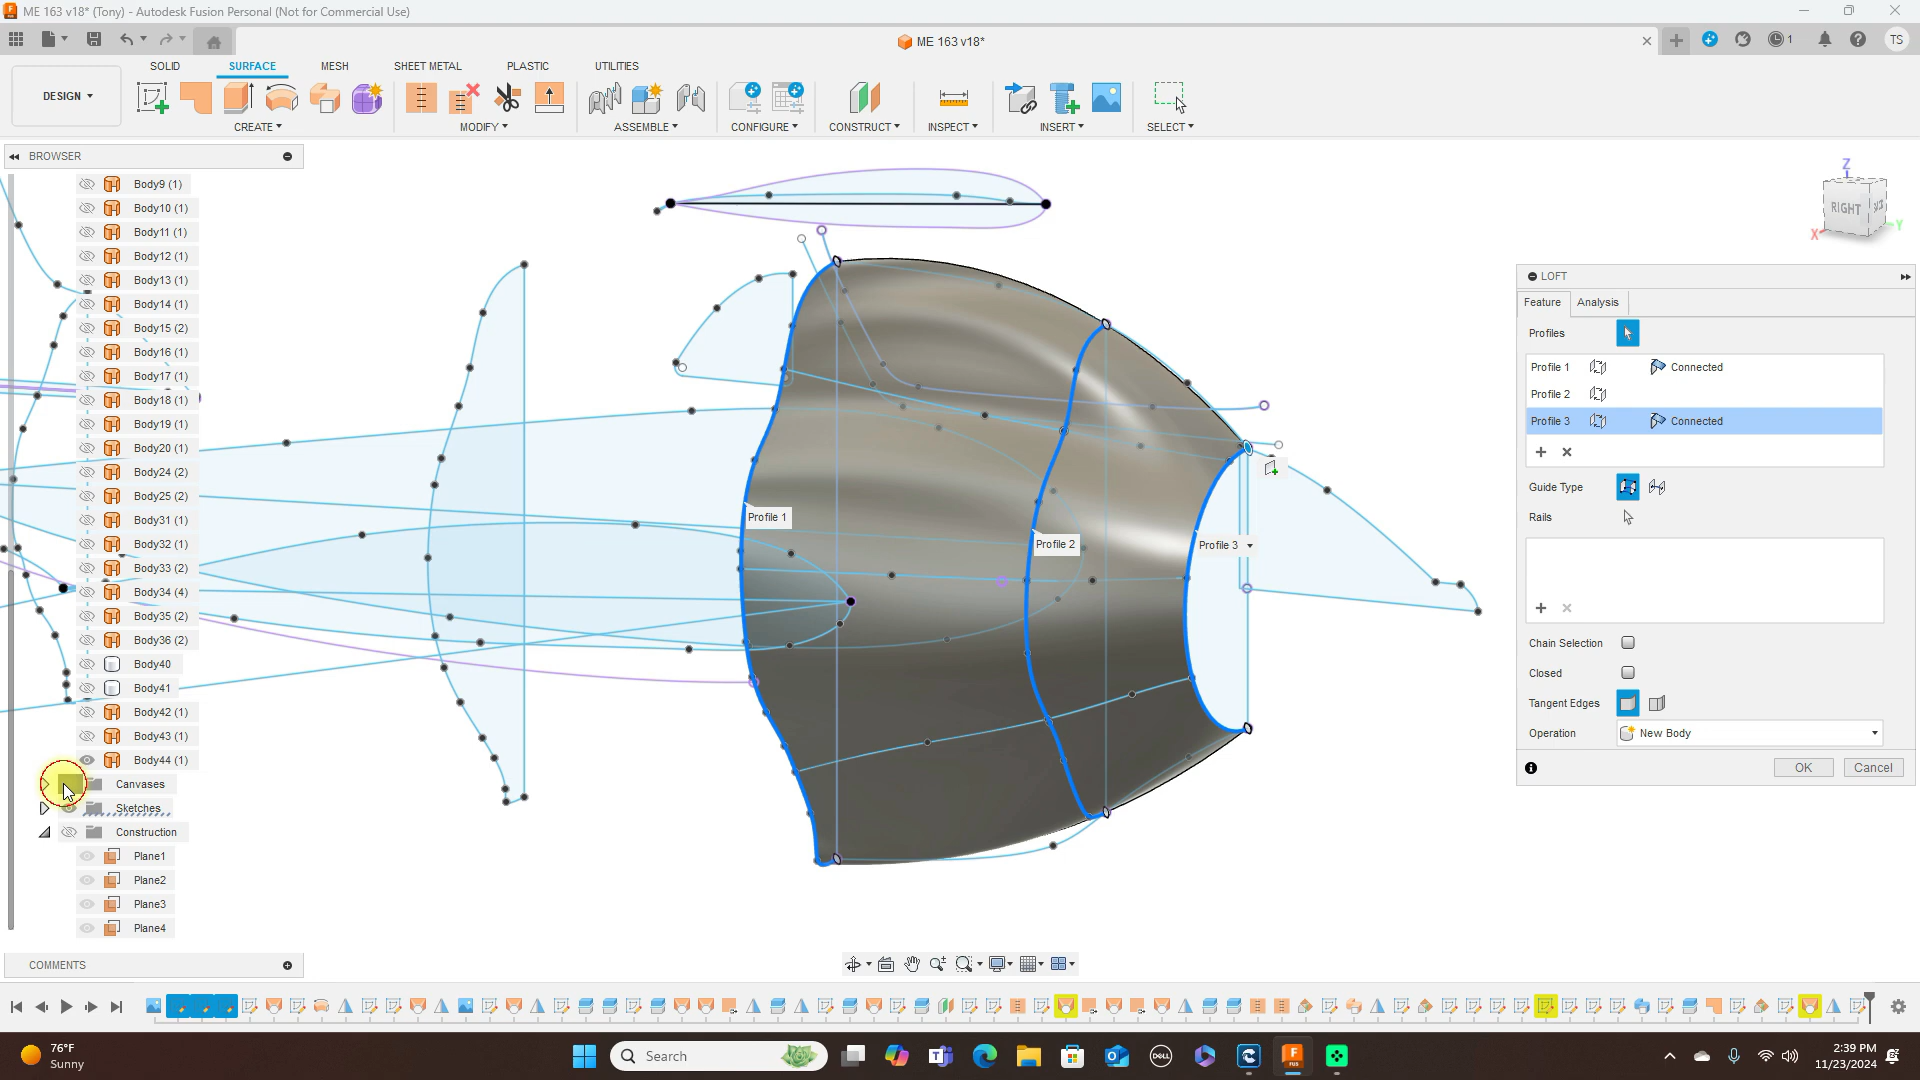 ME 163 v18* (Tony) - Autodesk Fusion Personal (Not for Commercial Use)
ME 163 v18*
1
TS
DESIGN
SOLID
SURFACE
MESH
SHEET METAL
PLASTIC
UTILITIES
CREATE
MODIFY
ASSEMBLE
CONFIGURE
CONSTRUCT
INSPECT
INSERT
SELECT
BROWSER
Body9 (1)
Body10 (1)
Body11 (1)
Body12 (1)
Body13 (1)
Body14 (1)
Body15 (2)
Body16 (1)
Body17 (1)
Body18 (1)
Body19 (1)
Body20 (1)
Body24 (2)
Body25 (2)
Body31 (1)
Body32 (1)
Body33 (2)
Body34 (4)
Body35 (2)
Body36 (2)
Body40
Body41
Body42 (1)
Body43 (1)
Body44 (1)
Canvases
Sketches
Construction
Plane1
Plane2
Plane3
Plane4
COMMENTS
Profile 1
Profile 2
Profile 3
Z
RIGHT
X
Y
LOFT
Feature
Analysis
Profiles
Profile 1 Connected
Profile 2
Profile 3 Connected
Guide Type
Rails
Chain Selection
Closed
Tangent Edges
Operation New Body
OK
Cancel
76°F
Sunny
Search
DELL
FUS
2:39 PM
11/23/2024